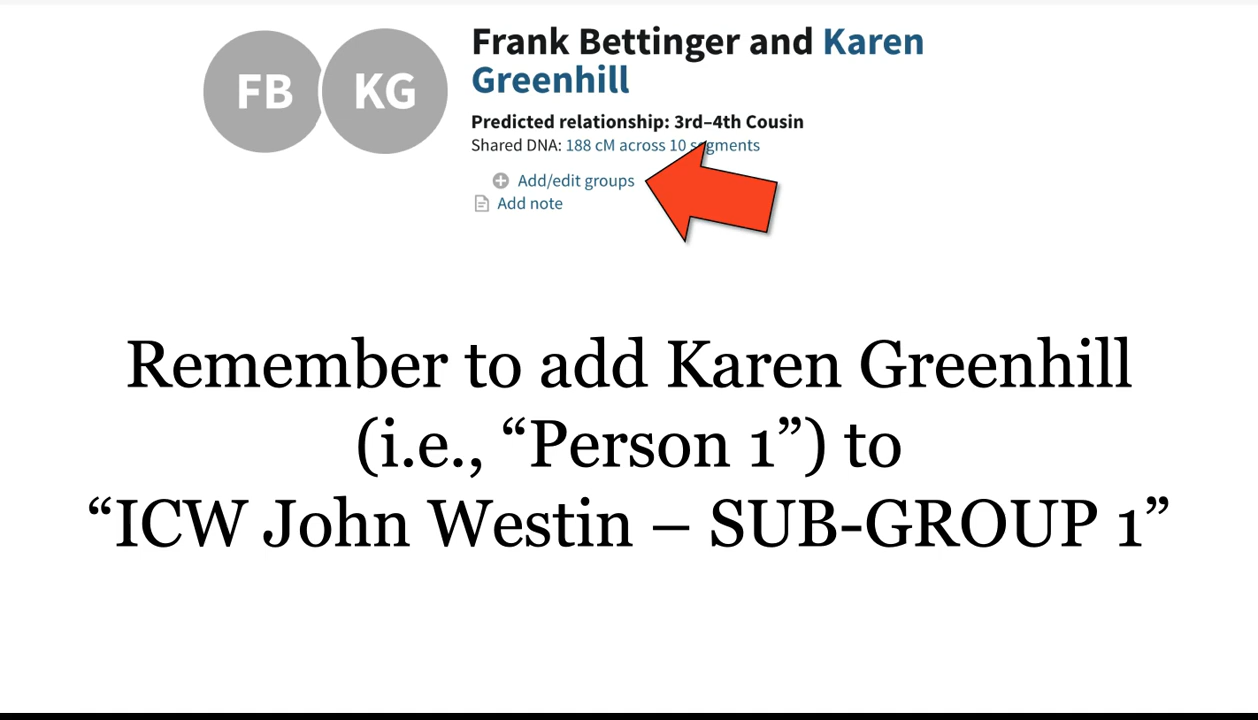 FB KG
Frank Bettinger and Karen
Greenhill
Predicted relationship: 3rd–4th Cousin
Shared DNA: 188 cM across 10 segments
Add/edit groups
Add note
Remember to add Karen Greenhill
(i.e., “Person 1”) to
“ICW John Westin – SUB-GROUP 1”